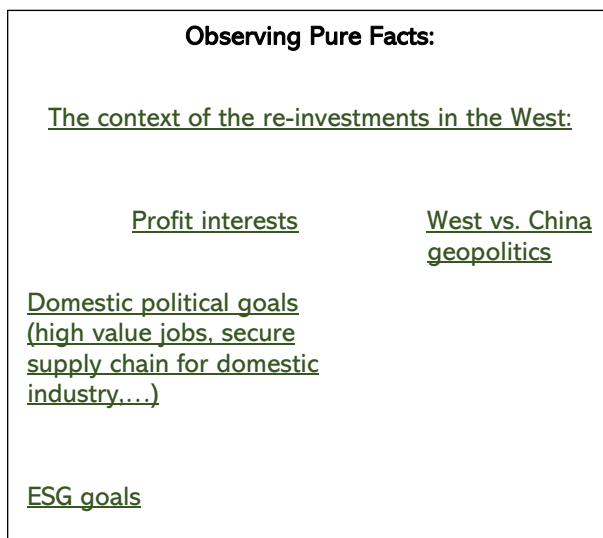 Observing Pure Facts:
The context of the re-investments in the West:
Profit interests
West vs. China
geopolitics
Domestic political goals
(high value jobs, secure
supply chain for domestic
industry,…)
ESG goals